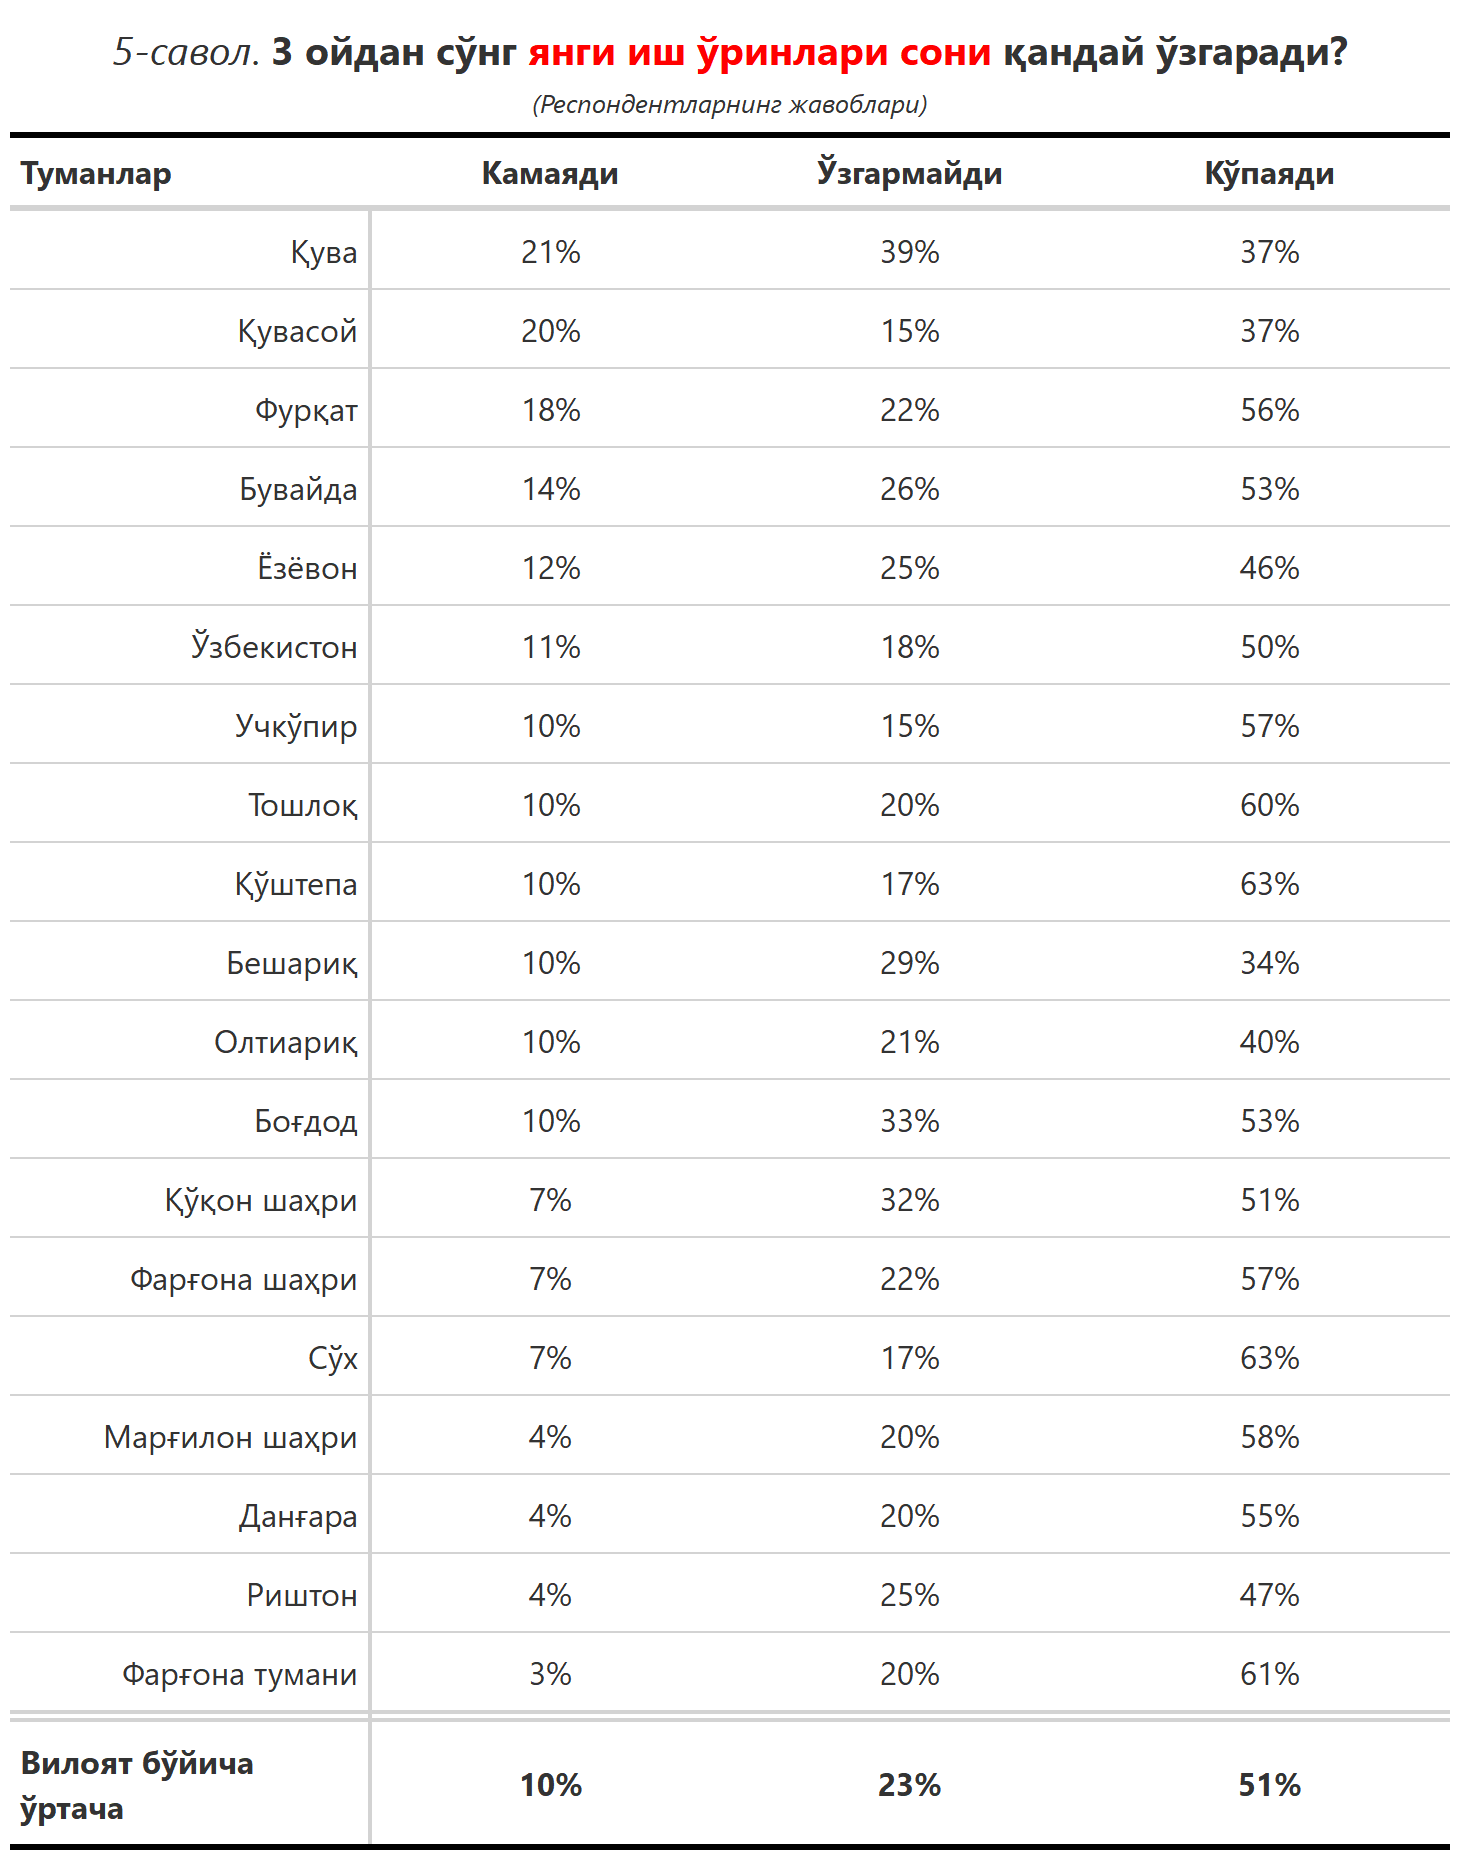 5-савол. 3 ойдан сўнг янги иш ўринлари сони қандай ўзгаради?
(Респондентларнинг жавоблари)
Туманлар Камаяди Ўзгармайди Кўпаяди
Қува 21% 39% 37%
Қувасой 20% 15% 37%
Фурқат 18% 22% 56%
Бувайда 14% 26% 53%
Ёзёвон 12% 25% 46%
Ўзбекистон 11% 18% 50%
Учкўпир 10% 15% 57%
Тошлоқ 10% 20% 60%
Қўштепа 10% 17% 63%
Бешариқ 10% 29% 34%
Олтиариқ 10% 21% 40%
Боғдод 10% 33% 53%
Қўқон шаҳри 7% 32% 51%
Фарғона шаҳри 7% 22% 57%
Сўх 7% 17% 63%
Марғилон шаҳри 4% 20% 58%
Данғара 4% 20% 55%
Риштон 4% 25% 47%
Фарғона тумани 3% 20% 61%
Вилоят бўйича
ўртача 10% 23% 51%